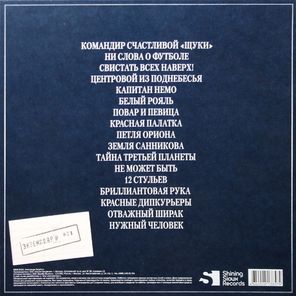 КОМАНДИР СЧАСТЛИВОЙ «ЩУКИ»
НИ СЛОВА О ФУТБОЛЕ
СВИСТАТЬ ВСЕХ НАВЕРХ!
ЦЕНТРОВОЙ ИЗ ПОДНЕБЕСЬЯ
КАПИТАН НЕМО
БЕЛЫЙ РОЯЛЬ
ПОВАР И ПЕВИЦА
КРАСНАЯ ПАЛАТКА
ПЕТЛЯ ОРИОНА
ЗЕМЛЯ САННИКОВА
ТАЙНА ТРЕТЬЕЙ ПЛАНЕТЫ
НЕ МОЖЕТ БЫТЬ
12 СТУЛЬЕВ
БРИЛЛИАНТОВАЯ РУКА
КРАСНЫЕ ДИПКУРЬЕРЫ
ОТВАЖНЫЙ ШИРАК
НУЖНЫЙ ЧЕЛОВЕК
ЭКЗЕМПЛЯР №
Shining
Sioux
Records